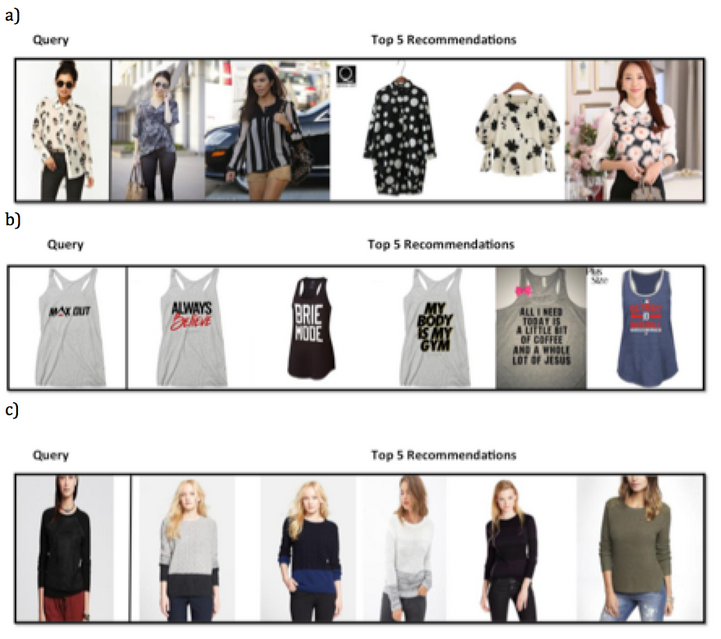 a)
Query
Top 5 Recommendations
Q
b)
Query
Top 5 Recommendations
MAX OUT
ALWAYS
Believe
BRIE
MODE
MY
BODY
IS MY
GYM
ALL I NEED
TODAY IS
A LITTLE BIT
OF COFFEE
AND A WHOLE
LOT OF JESUS
Plus
Size
c)
Query
Top 5 Recommendations